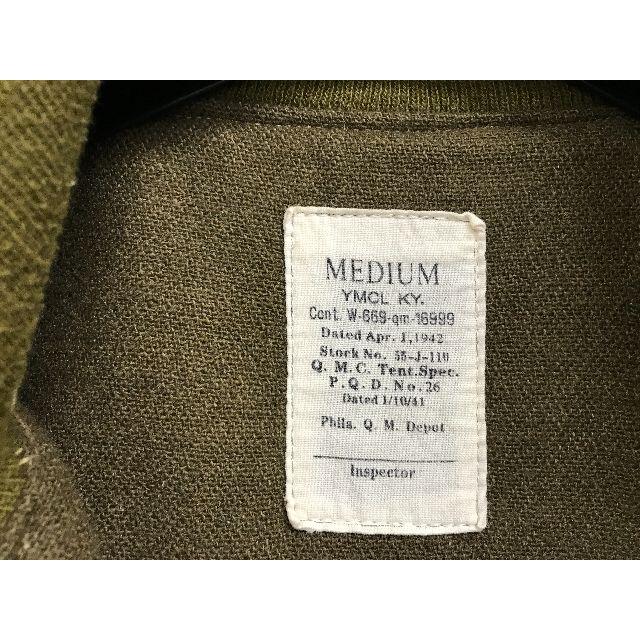 MEDIUM
YMCL KY.
Cont. W-669-qm-16999
Dated Apr. 1,1942
Stock No. 55-J-110
Q. M. C. Tent.Spec.
P. Q. D. No. 26
Dated 1/10/41
Phila. Q. M. Depot
Inspector